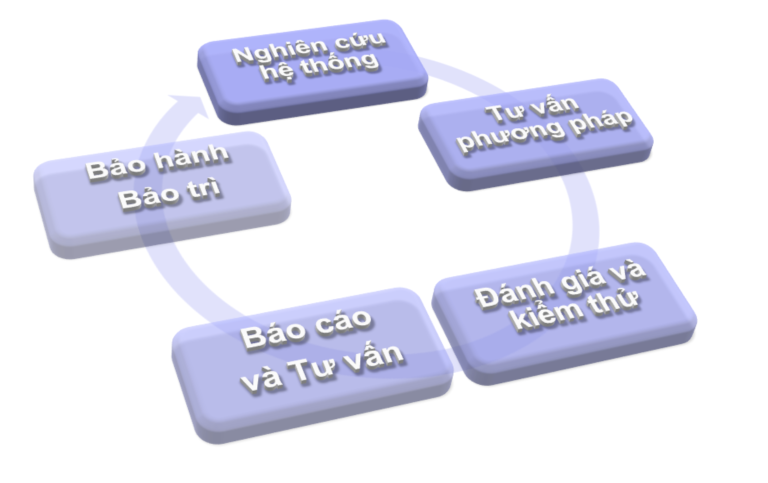 Nghiên cứu
hệ thống
Tư vấn
phương pháp
Đánh giá và
kiểm thử
Báo cáo
và Tư vấn
Bảo hành
Bảo trì